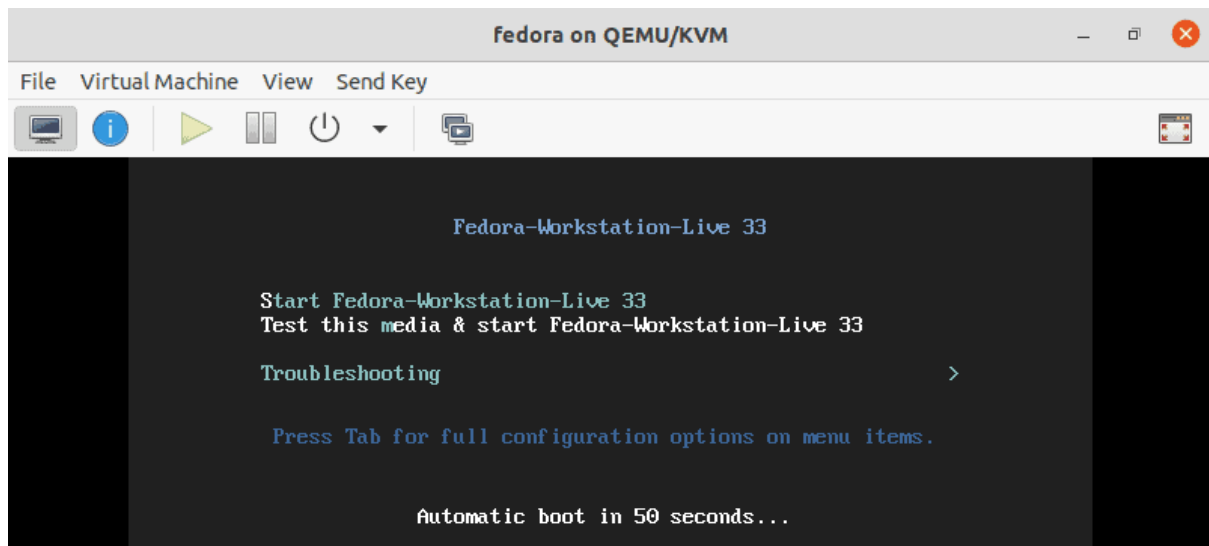 fedora on QEMU/KVM
File Virtual Machine View Send Key
Fedora-Workstation-Live 33
Start Fedora-Workstation-Live 33
Test this media & start Fedora-Workstation-Live 33
Troubleshooting >
Press Tab for full configuration options on menu items.
Automatic boot in 50 seconds...